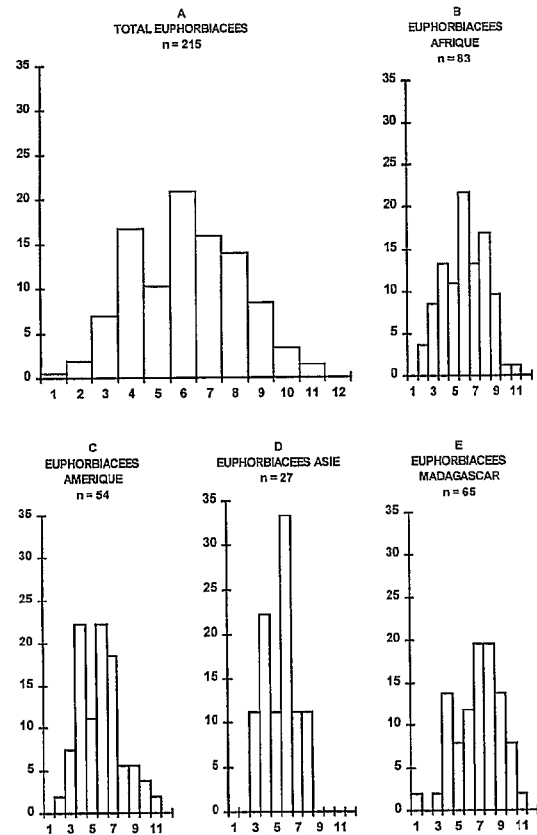 A
TOTAL EUPHORBIACEES
n = 215
35
30
25
20
15
10
5
0
1 2 3 4 5 6 7 8 9 10 11 12
B
EUPHORBIACEES
AFRIQUE
n = 83
35
30
25
20
15
10
5
0
1 3 5 7 9 11
C
EUPHORBIACEES
AMERIQUE
n = 54
35
30
25
20
15
10
5
0
1 3 5 7 9 11
D
EUPHORBIACEES ASIE
n = 27
35
30
25
20
15
10
5
0
1 3 5 7 9 11
E
EUPHORBIACEES
MADAGASCAR
n = 65
35
30
25
20
15
10
5
0
1 3 5 7 9 11